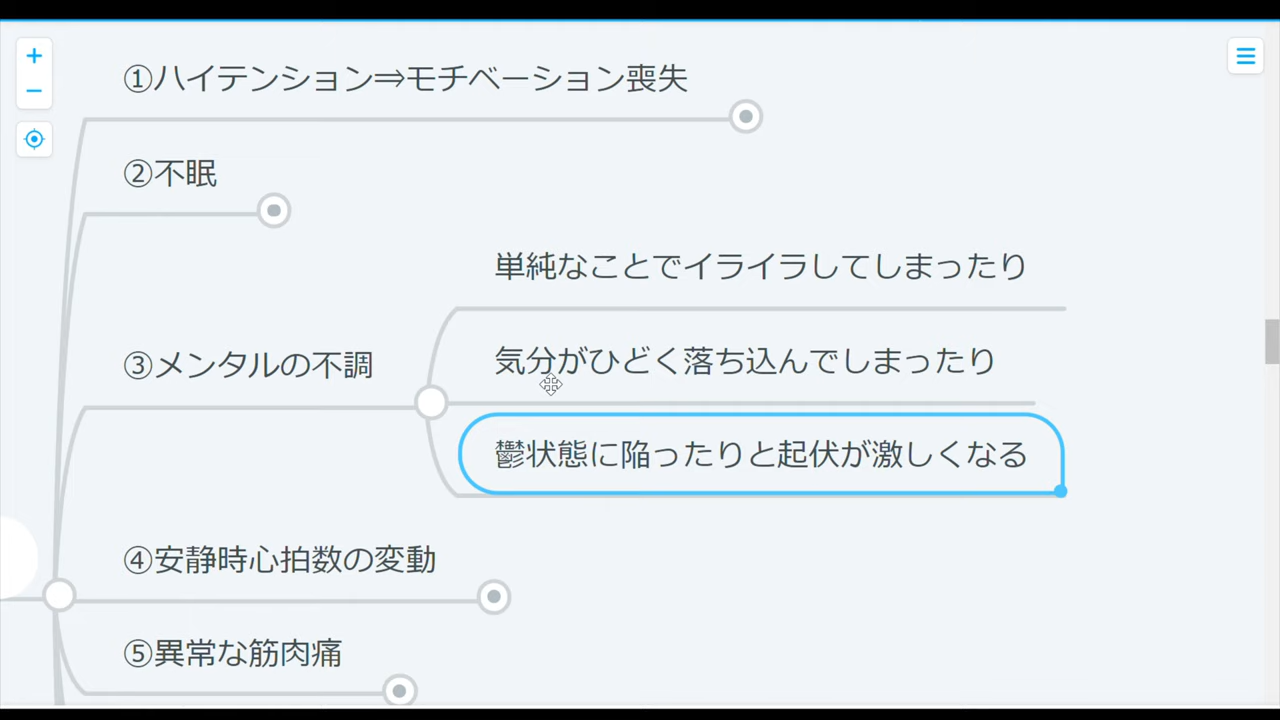 ①ハイテンション⇒モチベーション喪失
②不眠
単純なことでイライラしてしまったり
③メンタルの不調
気分がひどく落ち込んでしまったり
鬱状態に陥ったりと起伏が激しくなる
④安静時心拍数の変動
⑤異常な筋肉痛